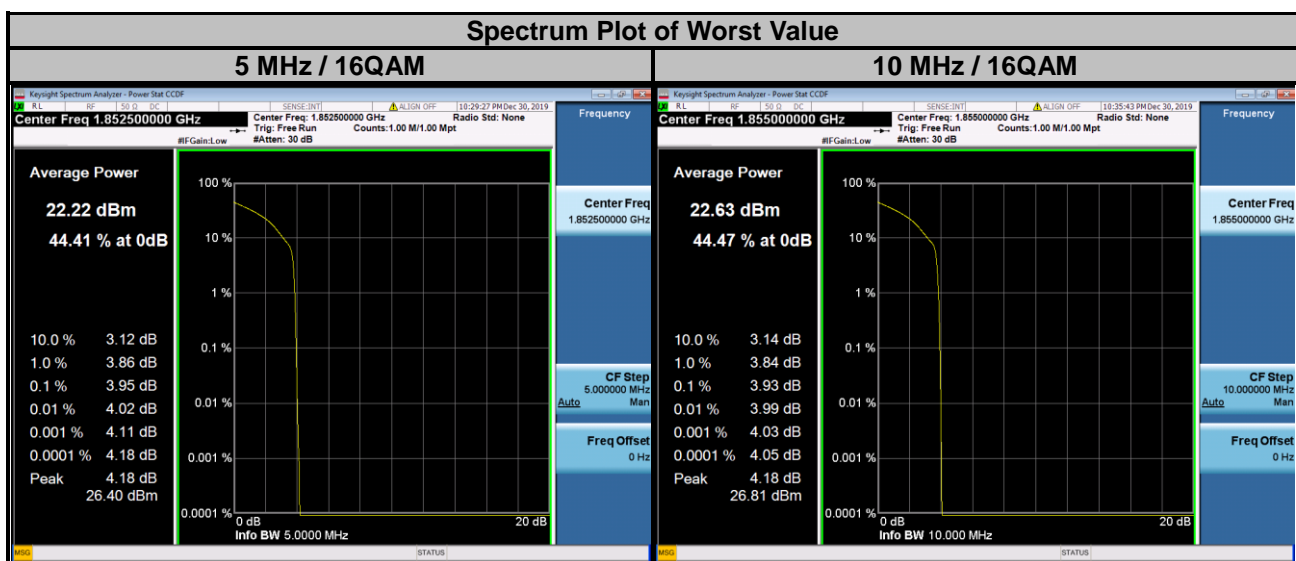 Spectrum Plot of Worst Value
5 MHz / 16QAM
10 MHz / 16QAM
Keysight Spectrum Analyzer - Power Stat CCDF
RL RF 50 Ω DC SENSE:INT ALIGN OFF 10:29:27 PM Dec 30, 2019
Center Freq 1.852500000 GHz
Center Freq: 1.852500000 GHz
Radio Std: None
Trig: Free Run
Counts:1.00 M/1.00 Mpt
#IFGain:Low
#Atten: 30 dB
Average Power
22.22 dBm
44.41 % at 0dB
10.0 % 3.12 dB
1.0 % 3.86 dB
0.1 % 3.95 dB
0.01 % 4.02 dB
0.001 % 4.11 dB
0.0001 % 4.18 dB
Peak 4.18 dB
26.40 dBm
100 %
10 %
1 %
0.1 %
0.01 %
0.001 %
0.0001 %
0 dB
20 dB
Info BW 5.0000 MHz
Frequency
Center Freq
1.852500000 GHz
CF Step
5.000000 MHz
Auto Man
Freq Offset
0 Hz
MSG
STATUS
Keysight Spectrum Analyzer - Power Stat CCDF
RL RF 50 Ω DC SENSE:INT ALIGN OFF 10:35:43 PM Dec 30, 2019
Center Freq 1.855000000 GHz
Center Freq: 1.855000000 GHz
Radio Std: None
Trig: Free Run
Counts:1.00 M/1.00 Mpt
#IFGain:Low
#Atten: 30 dB
Average Power
22.63 dBm
44.47 % at 0dB
10.0 % 3.14 dB
1.0 % 3.84 dB
0.1 % 3.93 dB
0.01 % 3.99 dB
0.001 % 4.03 dB
0.0001 % 4.05 dB
Peak 4.18 dB
26.81 dBm
100 %
10 %
1 %
0.1 %
0.01 %
0.001 %
0.0001 %
0 dB
20 dB
Info BW 10.000 MHz
Frequency
Center Freq
1.855000000 GHz
CF Step
10.000000 MHz
Auto Man
Freq Offset
0 Hz
MSG
STATUS